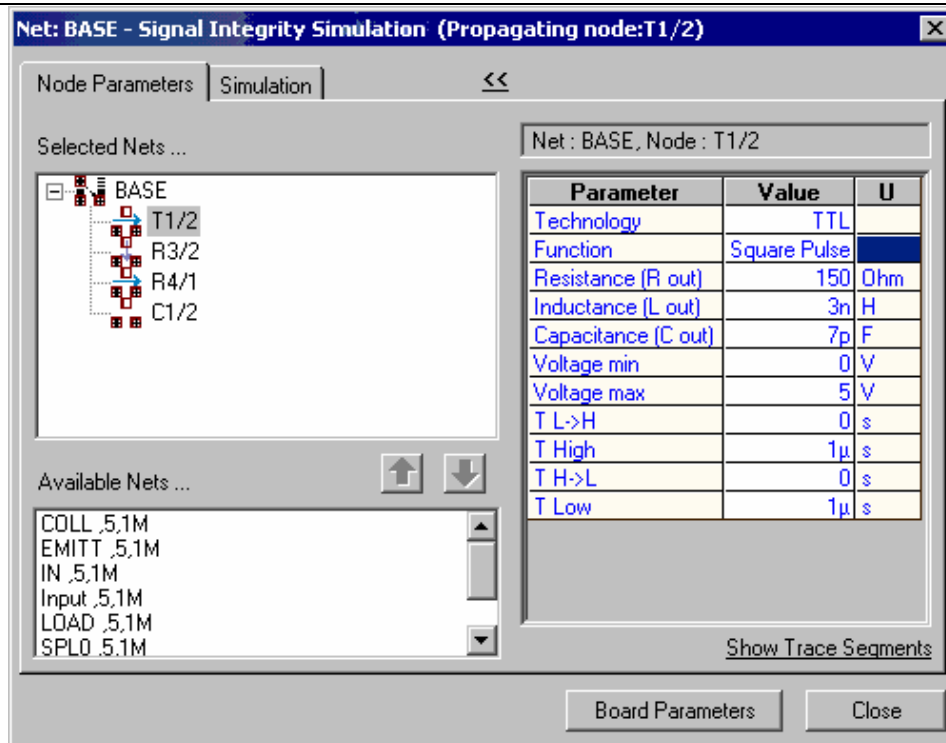 Net: BASE - Signal Integrity Simulation (Propagating node:T1/2)
Node Parameters Simulation <<
Selected Nets ...
BASE
T1/2
R3/2
R4/1
C1/2
Available Nets ...
COLL ,5,1M
EMITT ,5,1M
IN ,5,1M
Input ,5,1M
LOAD ,5,1M
SPL0 ,5,1M
Net : BASE, Node : T1/2
Parameter Value U
Technology TTL
Function Square Pulse
Resistance (R out) 150 Ohm
Inductance (L out) 3n H
Capacitance (C out) 7p F
Voltage min 0 V
Voltage max 5 V
T L->H 0 s
T High 1µ s
T H->L 0 s
T Low 1µ s
Show Trace Segments
Board Parameters Close